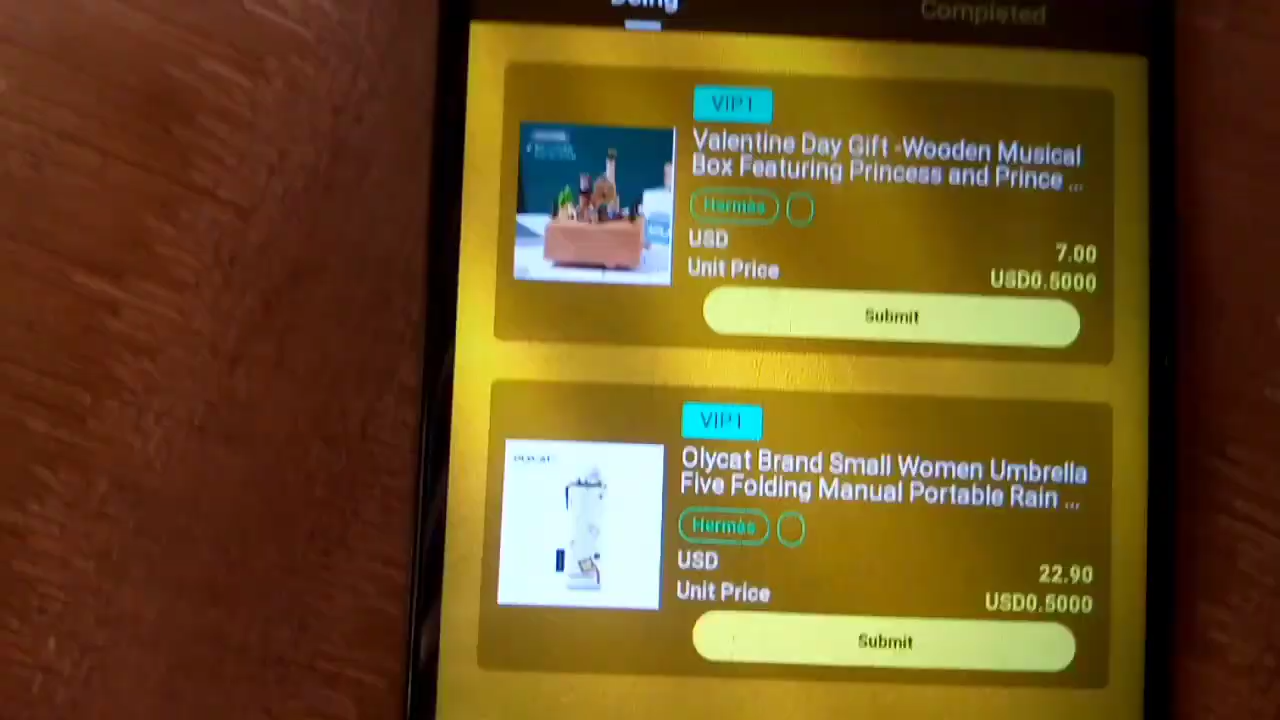 Doing
Completed
VIP1
Valentine Day Gift -Wooden Musical
Box Featuring Princess and Prince ...
Hermès
USD 7.00
Unit Price USD0.5000
Submit
VIP1
Olycat Brand Small Women Umbrella
Five Folding Manual Portable Rain ...
Hermès
USD 22.90
Unit Price USD0.5000
Submit